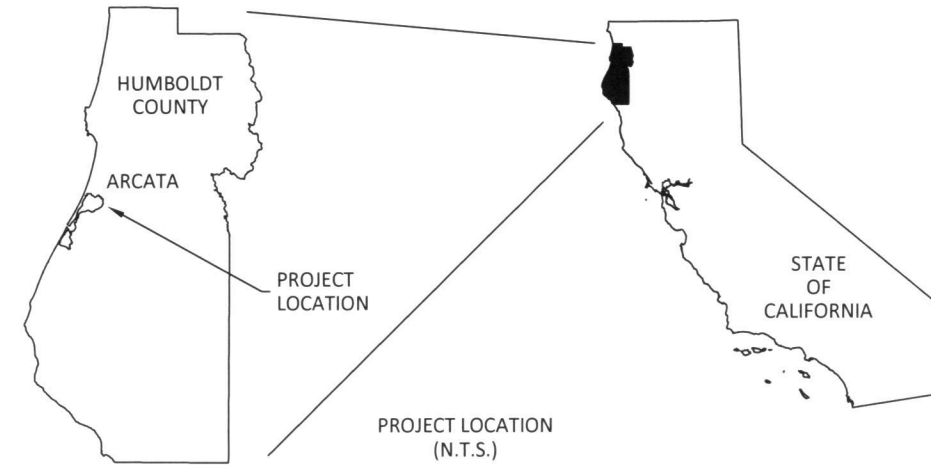 HUMBOLDT
COUNTY
ARCATA
PROJECT
LOCATION
STATE
OF
CALIFORNIA
PROJECT LOCATION
(N.T.S.)